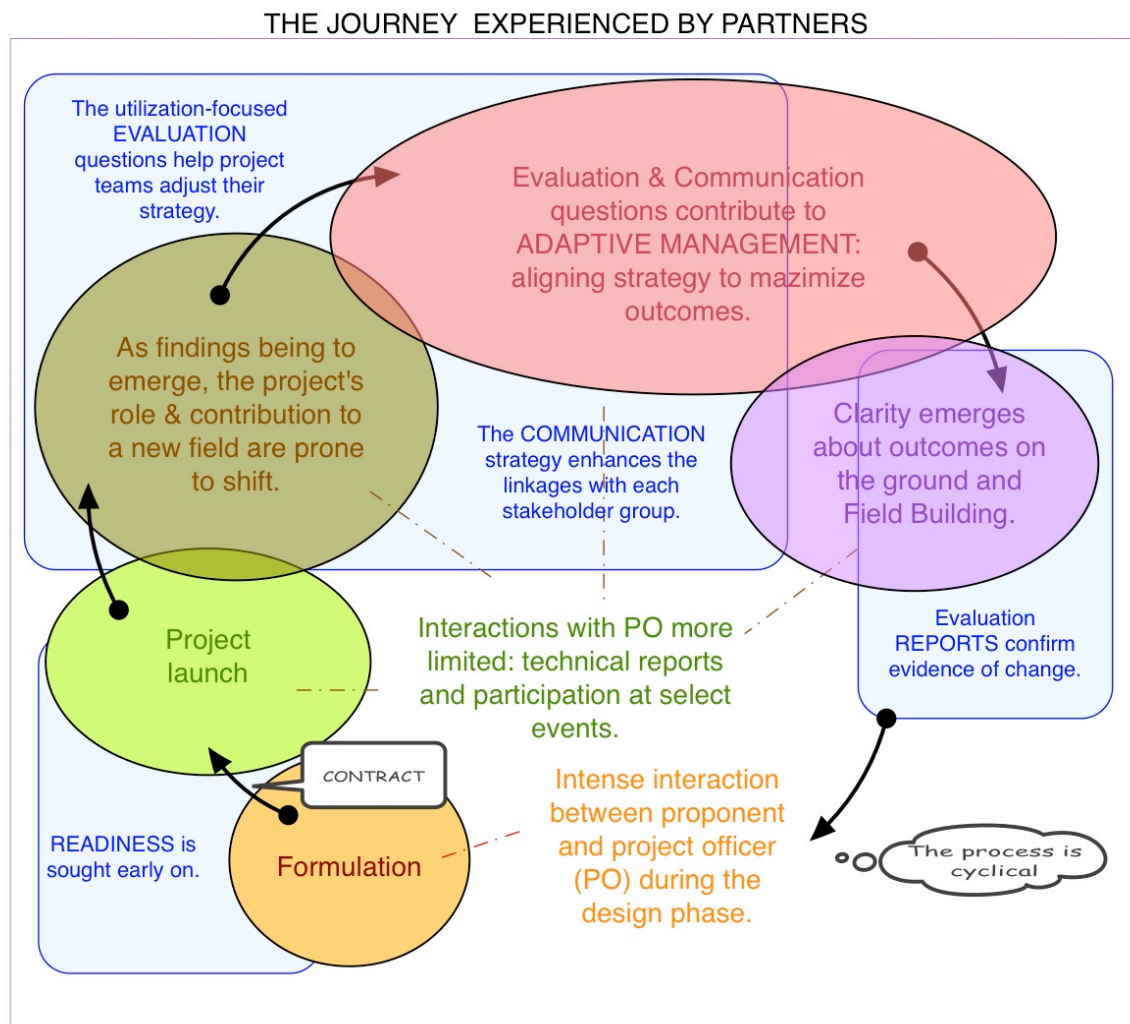 THE JOURNEY  EXPERIENCED BY PARTNERS
The utilization-focused
EVALUATION
questions help project
teams adjust their
strategy.
Evaluation & Communication
questions contribute to
ADAPTIVE MANAGEMENT:
aligning strategy to mazimize
outcomes.
As findings being to
emerge, the project's
role & contribution to
a new field are prone
to shift.
The COMMUNICATION
strategy enhances the
linkages with each
stakeholder group.
Clarity emerges
about outcomes on
the ground and
Field Building.
Evaluation
REPORTS confirm
evidence of change.
Project
launch
Interactions with PO more
limited: technical reports
and participation at select
events.
CONTRACT
READINESS is
sought early on.
Formulation
Intense interaction
between proponent
and project officer
(PO) during the
design phase.
The process is
cyclical